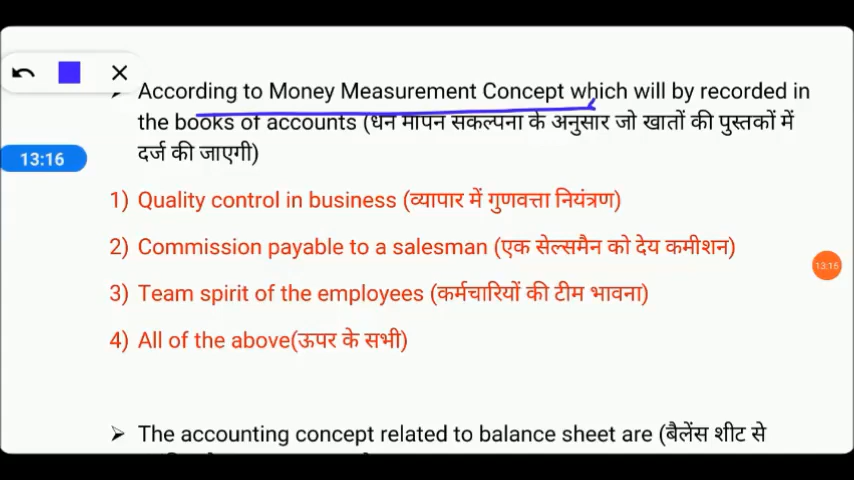 According to Money Measurement Concept which will by recorded in
the books of accounts (धन मापन संकल्पना के अनुसार जो खातों की पुस्तकों में
13:16
दर्ज की जाएगी)
1) Quality control in business (व्यापार में गुणवत्ता नियंत्रण)
2) Commission payable to a salesman (एक सेल्समैन को देय कमीशन)
13:16
3) Team spirit of the employees (कर्मचारियों की टीम भावना)
4) All of the above(ऊपर के सभी)
The accounting concept related to balance sheet are (बैलेंस शीट से